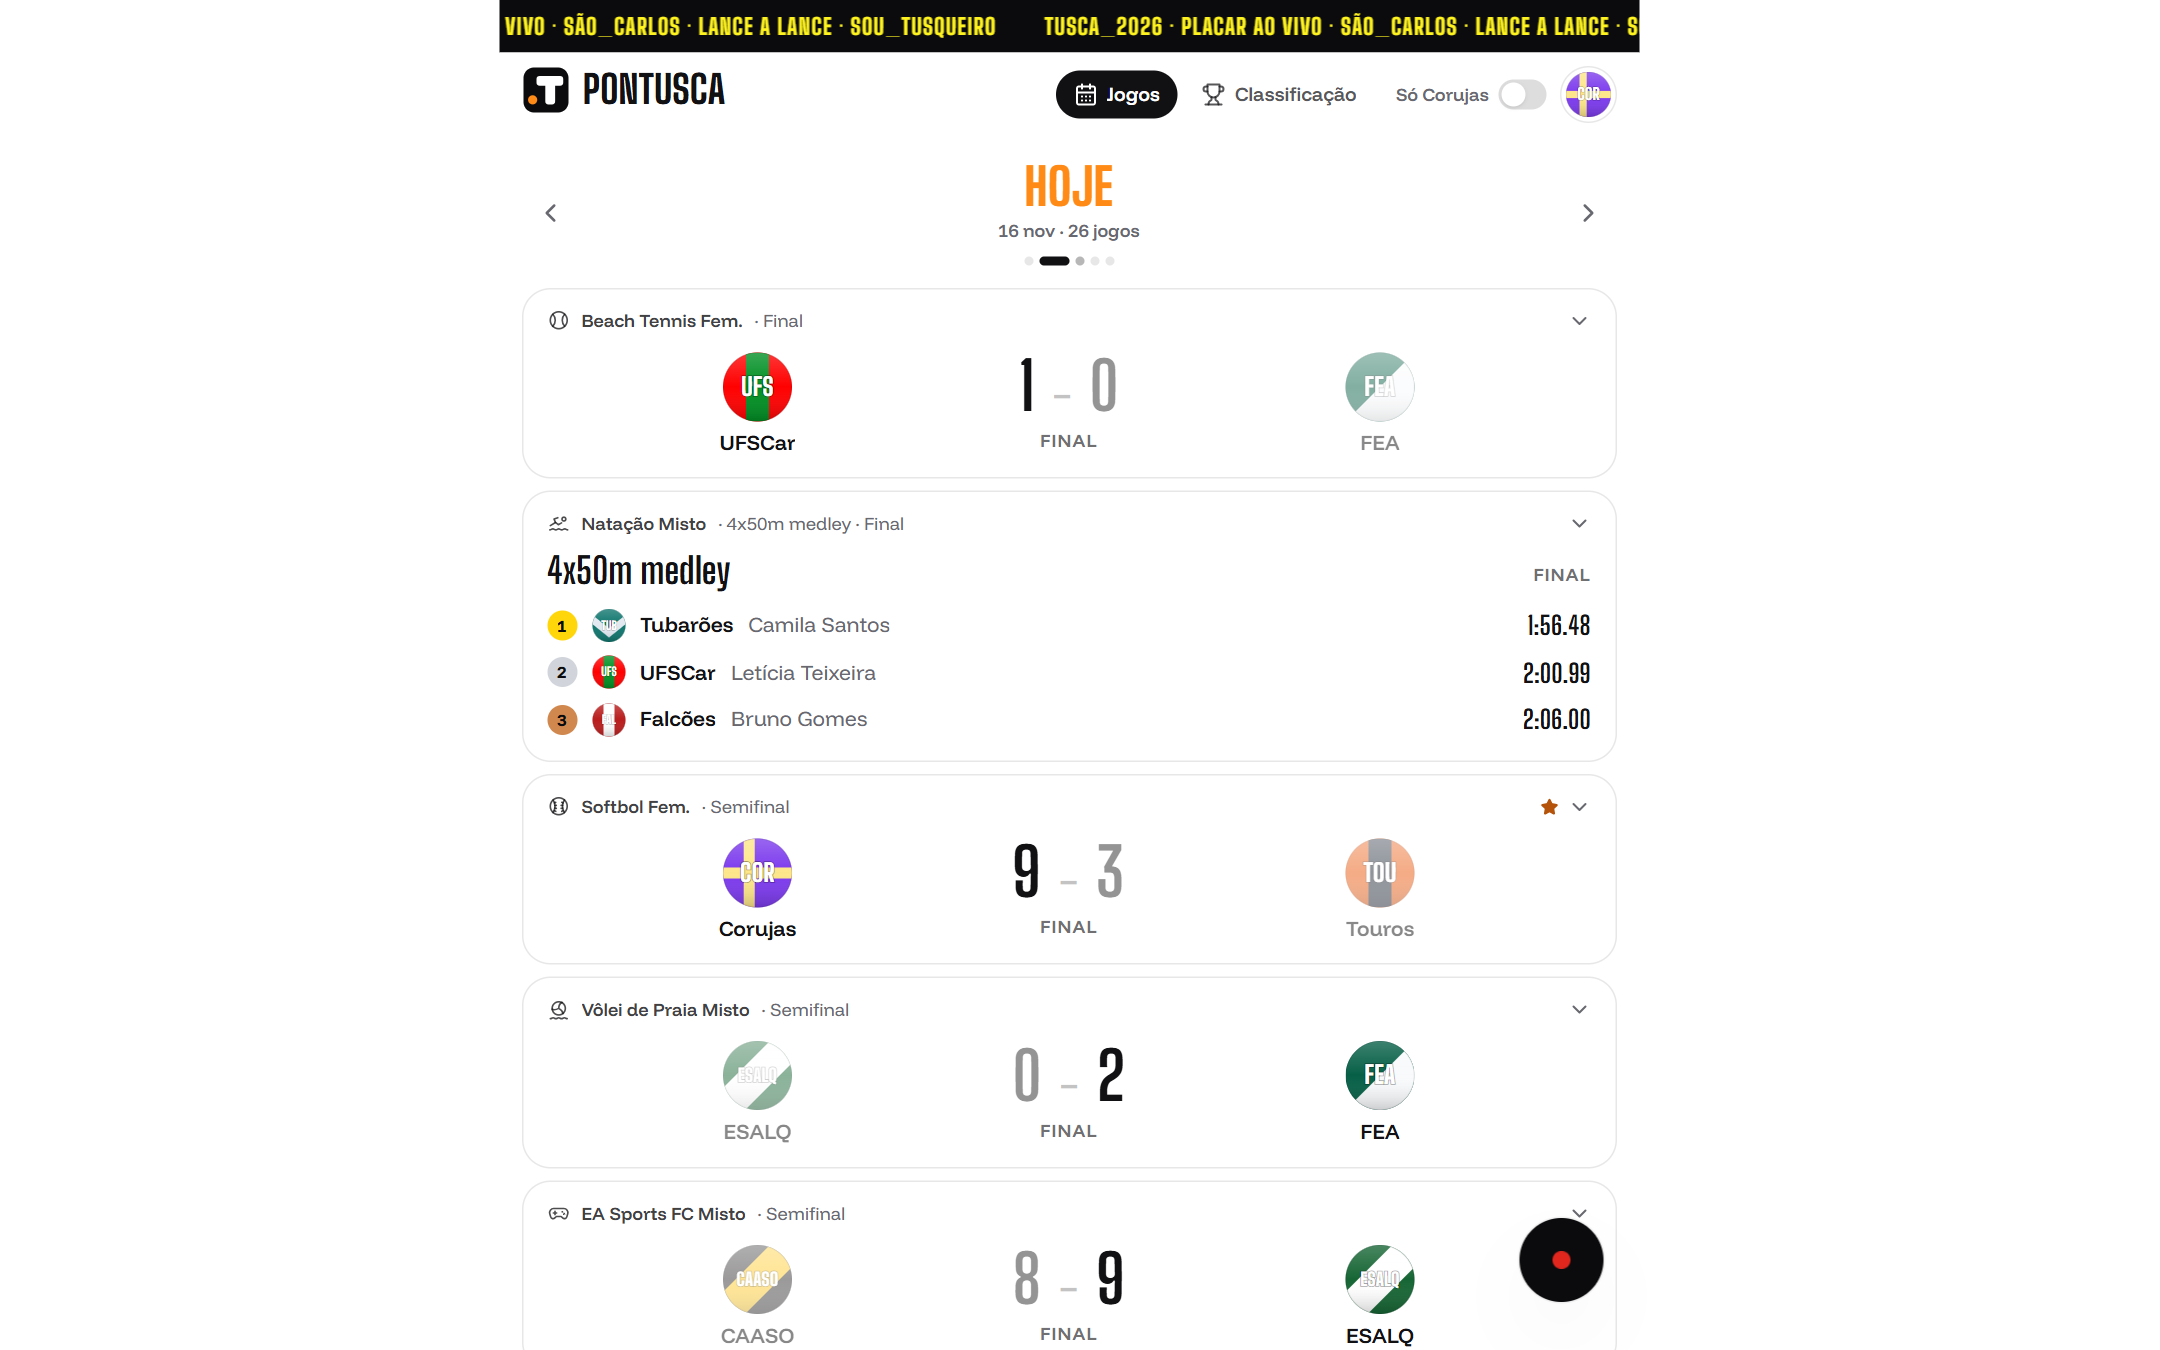 VIVO · SÃO_CARLOS · LANCE A LANCE · SOU_TUSQUEIRO TUSCA_2026 · PLACAR AO VIVO · SÃO_CARLOS · LANCE A LANCE · S
.T PONTUSCA
Jogos
Classificação
Só Corujas
COR
HOJE
16 nov · 26 jogos
Beach Tennis Fem. · Final
UFS
1 – 0
FEA
UFSCar
FINAL
FEA
Natação Misto · 4x50m medley · Final
4x50m medley
FINAL
1 TUB Tubarões Camila Santos 1:56.48
2 UFS UFSCar Letícia Teixeira 2:00.99
3 FAL Falcões Bruno Gomes 2:06.00
Softbol Fem. · Semifinal
COR
9 – 3
TOU
Corujas
FINAL
Touros
Vôlei de Praia Misto · Semifinal
ESALQ
0 – 2
FEA
ESALQ
FINAL
FEA
EA Sports FC Misto · Semifinal
CAASO
8 – 9
ESALQ
CAASO
FINAL
ESALQ